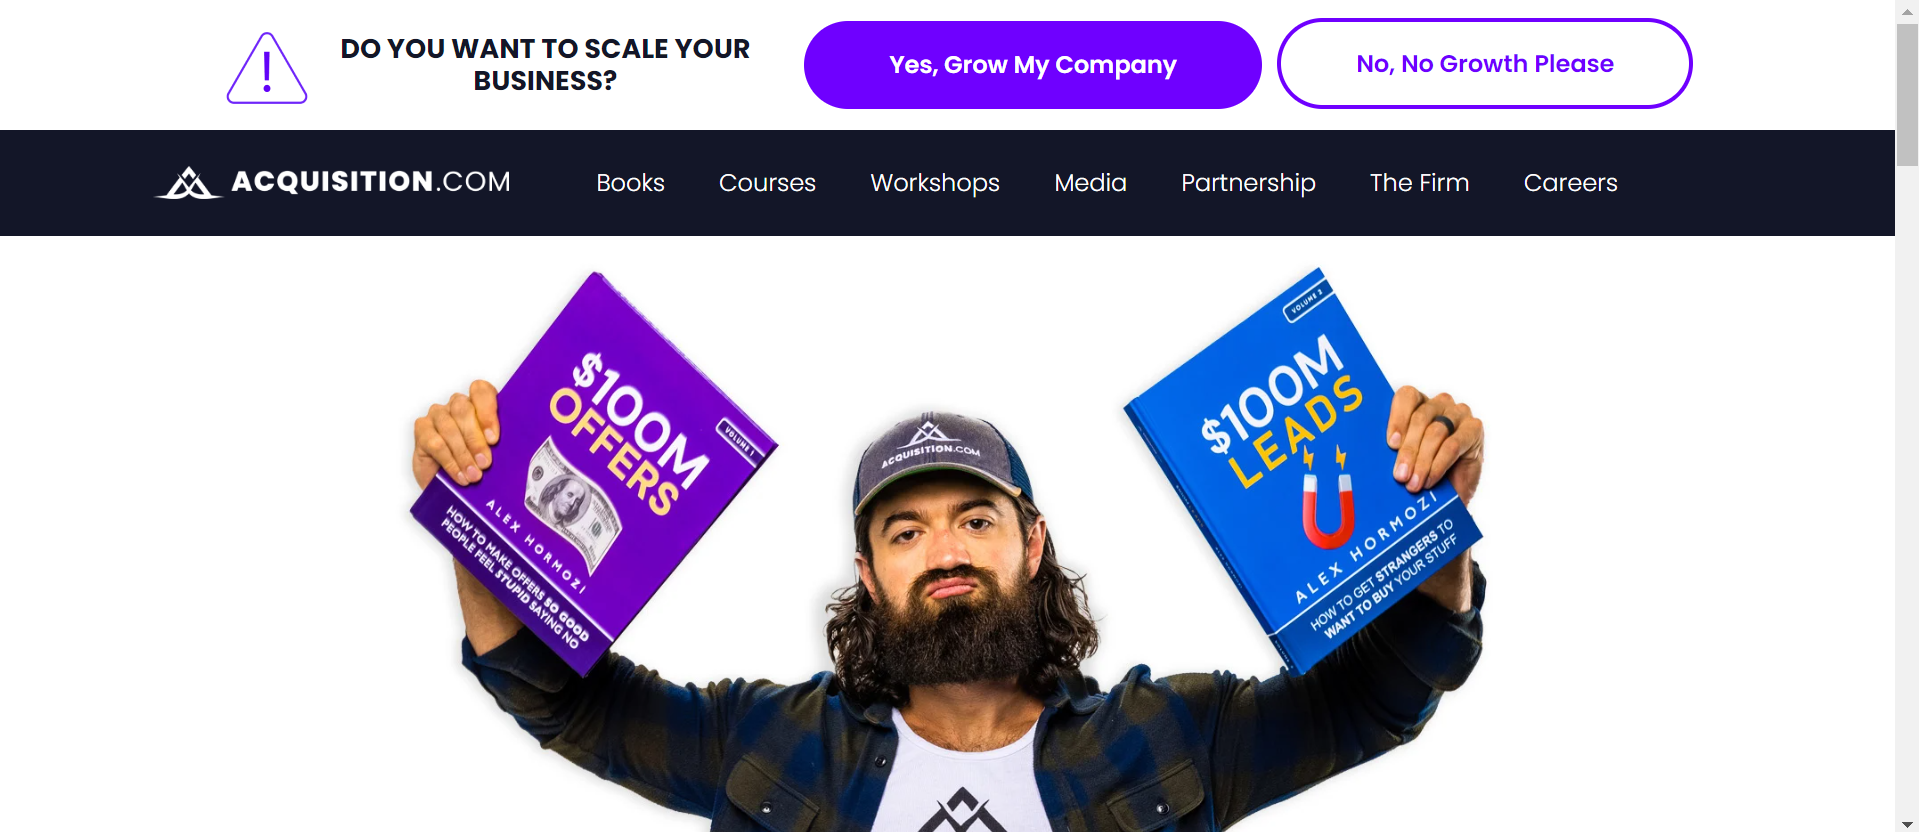 DO YOU WANT TO SCALE YOUR
BUSINESS?
Yes, Grow My Company
No, No Growth Please
ACQUISITION.COM
Books
Courses
Workshops
Media
Partnership
The Firm
Careers
VOLUME 1
$100M
OFFERS
ALEX HORMOZI
HOW TO MAKE OFFERS SO GOOD
PEOPLE FEEL STUPID SAYING NO
ACQUISITION.COM
VOLUME 2
$100M
LEADS
ALEX HORMOZI
HOW TO GET STRANGERS TO
WANT TO BUY YOUR STUFF